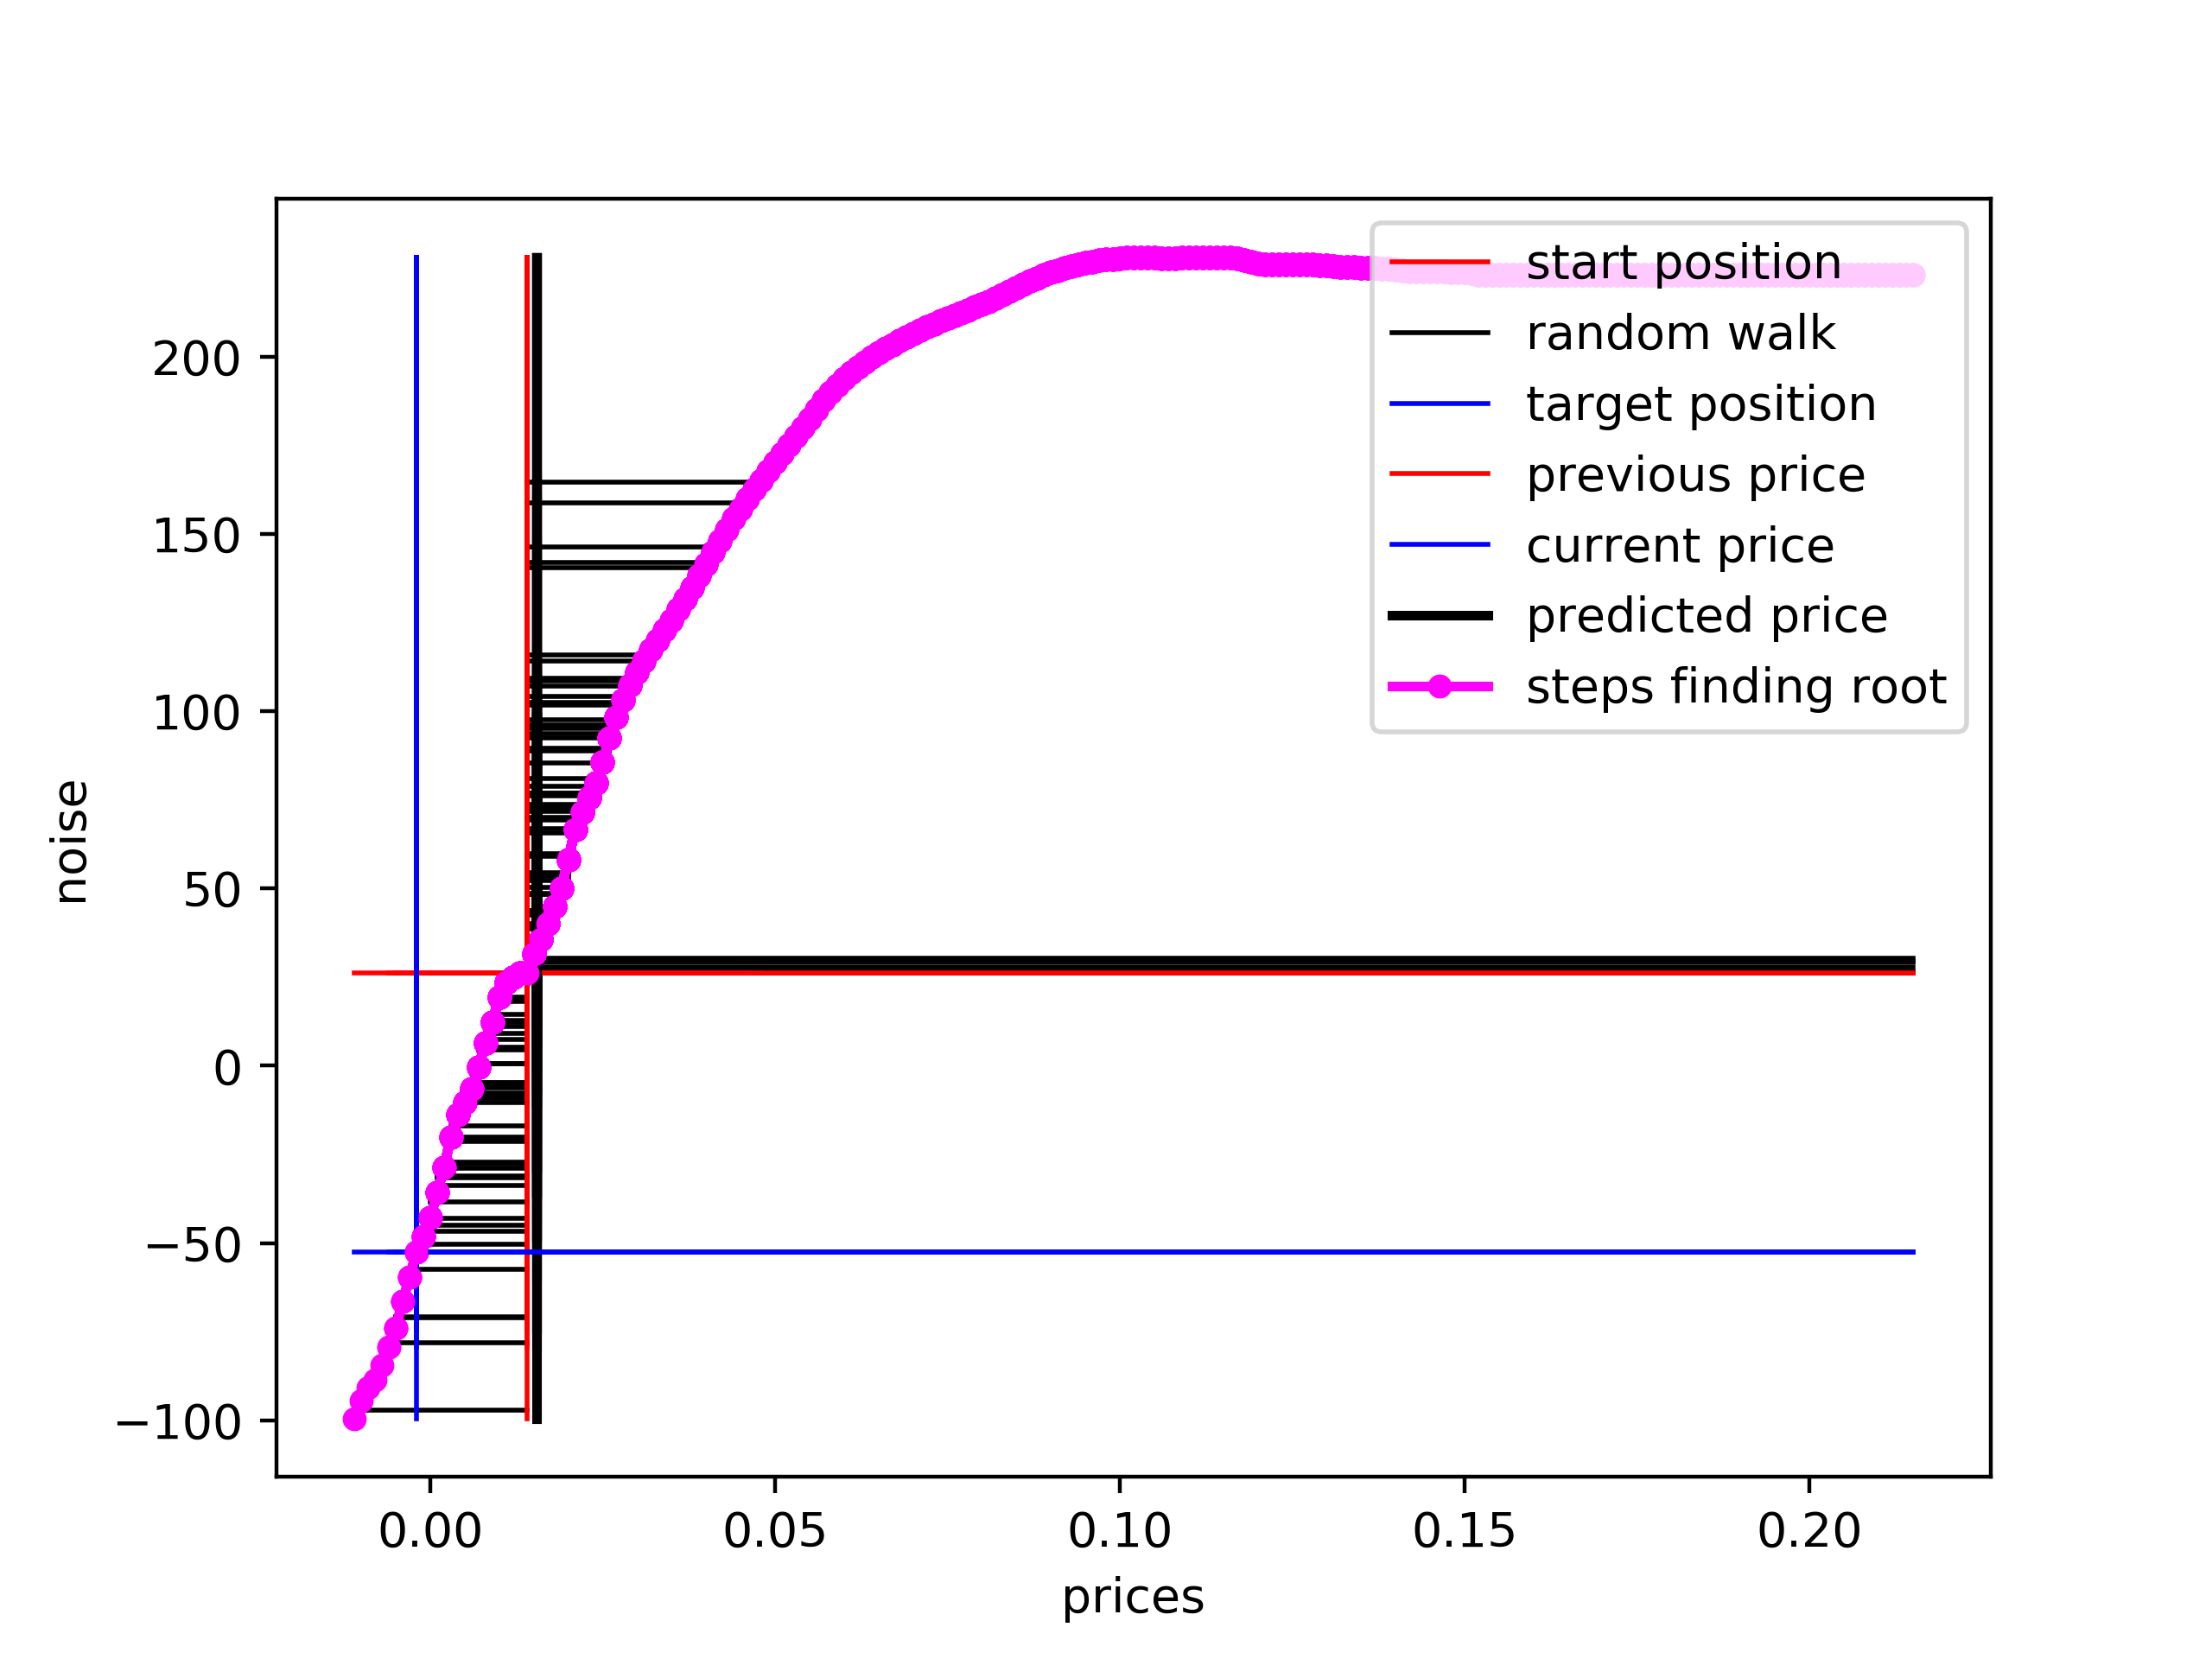 start position
random walk
target position
previous price
current price
predicted price
steps finding root
200
150
100
50
0
−50
−100
noise
0.00 0.05 0.10 0.15 0.20
prices